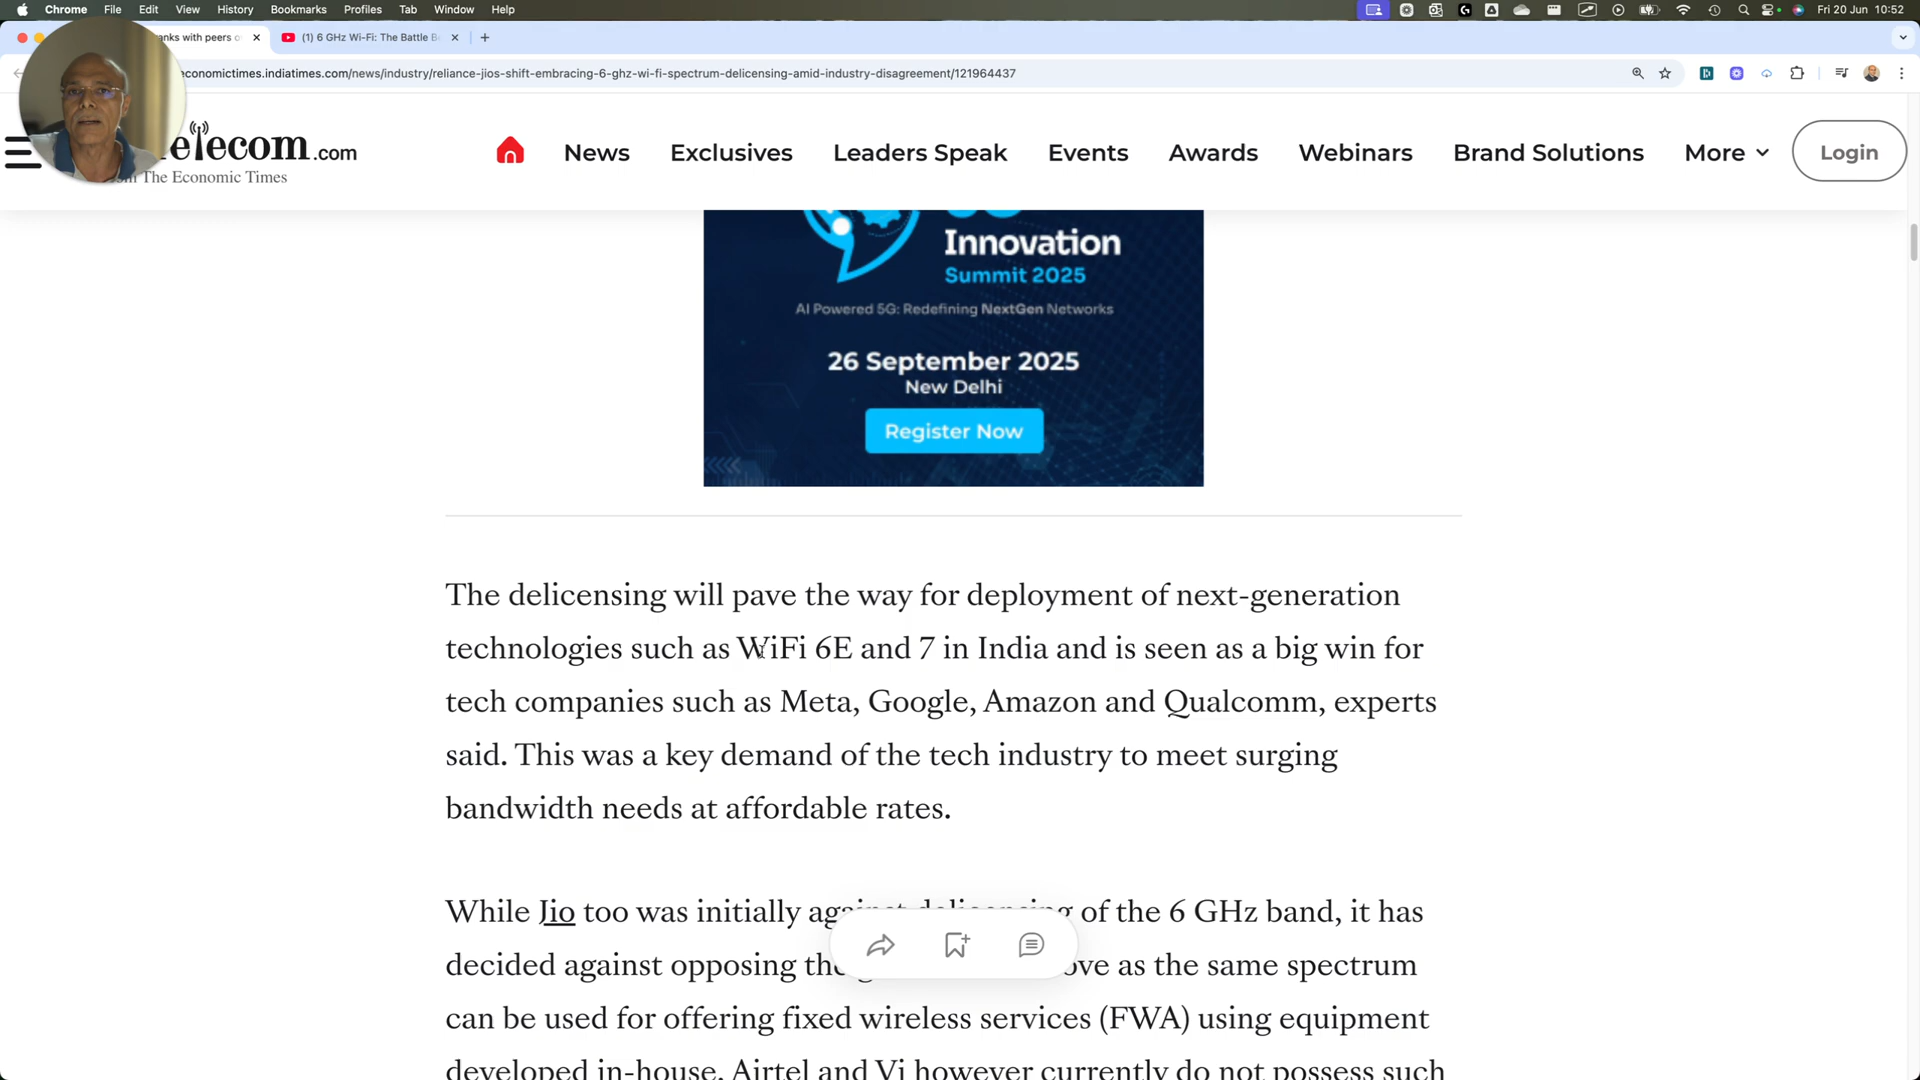 Chrome File Edit View History Bookmarks Profiles Tab Window Help Fri 20 Jun 10:52
anks with peers o (1) 6 GHz Wi-Fi: The Battle B
economictimes.indiatimes.com/news/industry/reliance-jios-shift-embracing-6-ghz-wi-fi-spectrum-delicensing-amid-industry-disagreement/121964437
elecom.com
The Economic Times
News Exclusives Leaders Speak Events Awards Webinars Brand Solutions More Login
Innovation
Summit 2025
AI Powered 5G: Redefining NextGen Networks
26 September 2025
New Delhi
Register Now
The delicensing will pave the way for deployment of next-generation
technologies such as WiFi 6E and 7 in India and is seen as a big win for
tech companies such as Meta, Google, Amazon and Qualcomm, experts
said. This was a key demand of the tech industry to meet surging
bandwidth needs at affordable rates.
While Jio too was initially against delicensing of the 6 GHz band, it has
decided against opposing the ove as the same spectrum
can be used for offering fixed wireless services (FWA) using equipment
developed in-house. Airtel and Vi however currently do not possess such